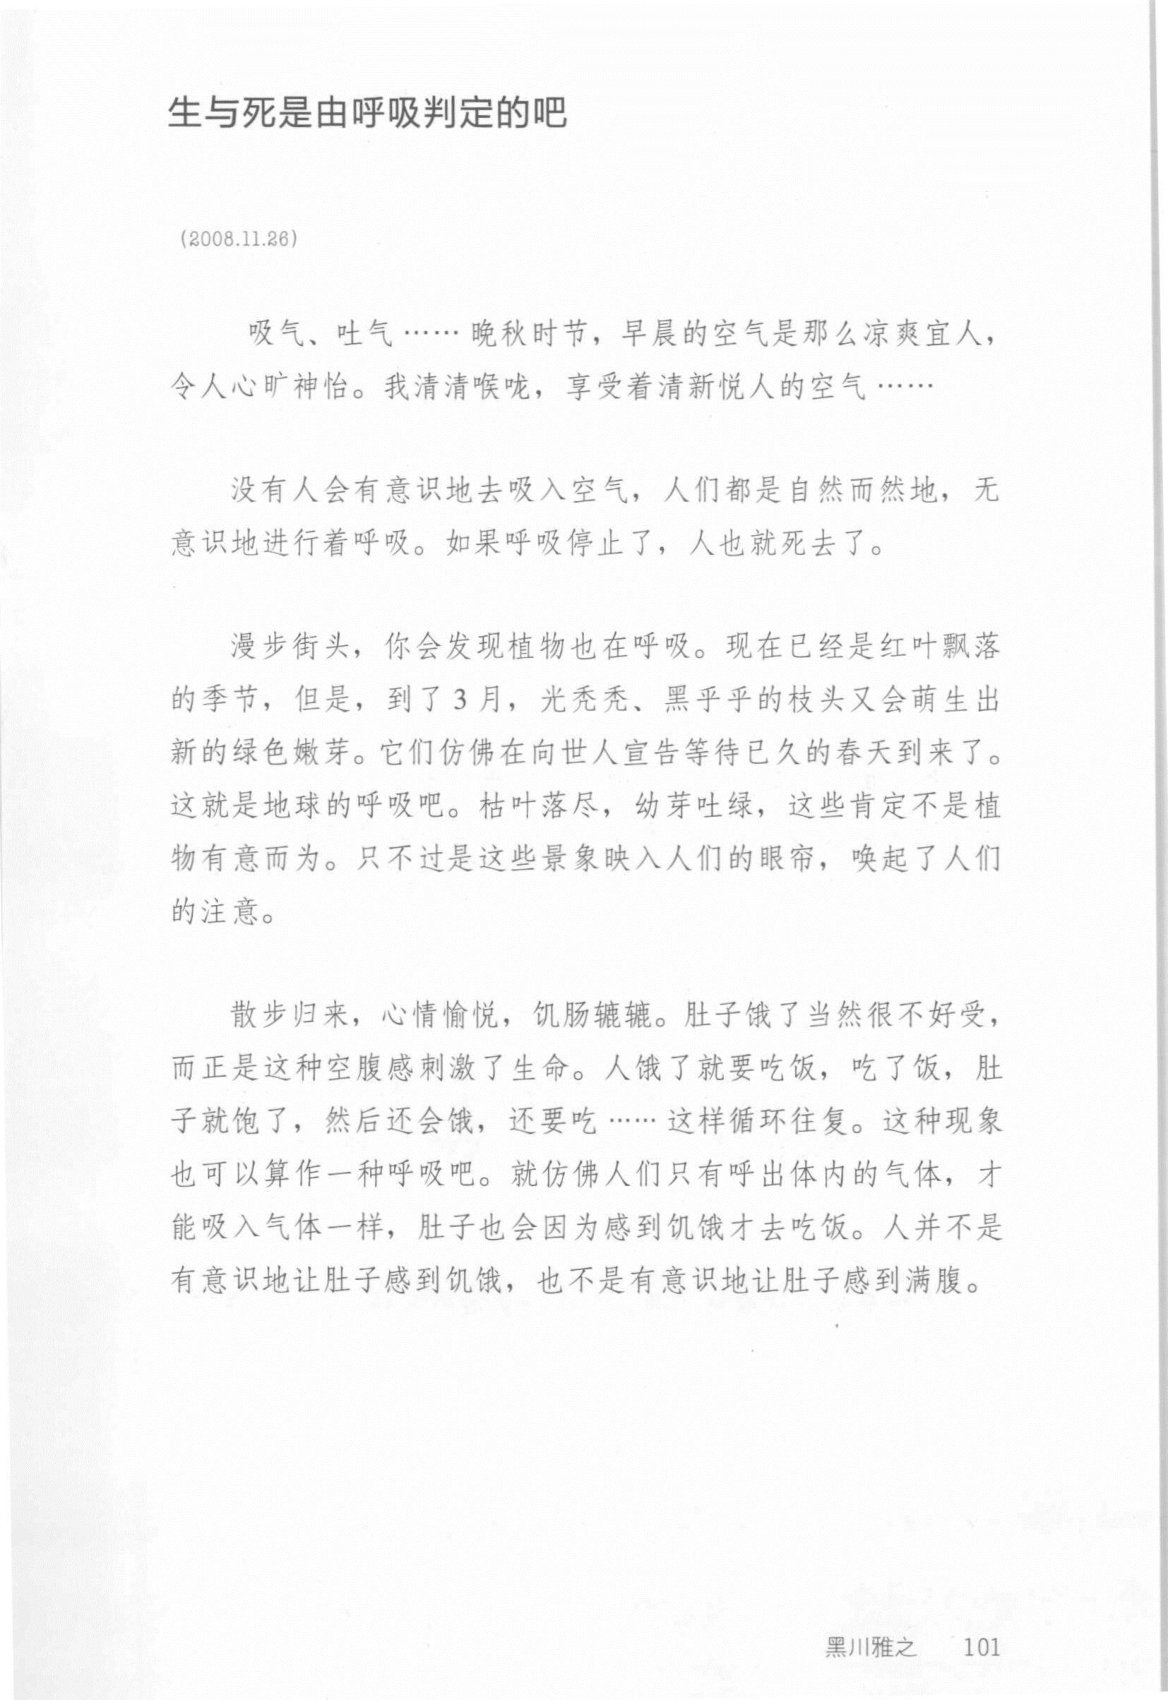 生与死是由呼吸判定的吧
(2008.11.26)
吸气、吐气……晚秋时节，早晨的空气是那么凉爽宜人，
令人心旷神怡。我清清喉咙，享受着清新悦人的空气……
没有人会有意识地去吸入空气，人们都是自然而然地，无
意识地进行着呼吸。如果呼吸停止了，人也就死去了。
漫步街头，你会发现植物也在呼吸。现在已经是红叶飘落
的季节，但是，到了3月，光秃秃、黑乎乎的枝头又会萌生出
新的绿色嫩芽。它们仿佛在向世人宣告等待已久的春天到来了。
这就是地球的呼吸吧。枯叶落尽，幼芽吐绿，这些肯定不是植
物有意而为。只不过是这些景象映入人们的眼帘，唤起了人们
的注意。
散步归来，心情愉悦，饥肠辘辘。肚子饿了当然很不好受，
而正是这种空腹感刺激了生命。人饿了就要吃饭，吃了饭，肚
子就饱了，然后还会饿，还要吃……这样循环往复。这种现象
也可以算作一种呼吸吧。就仿佛人们只有呼出体内的气体，才
能吸入气体一样，肚子也会因为感到饥饿才去吃饭。人并不是
有意识地让肚子感到饥饿，也不是有意识地让肚子感到满腹。
黑川雅之 101